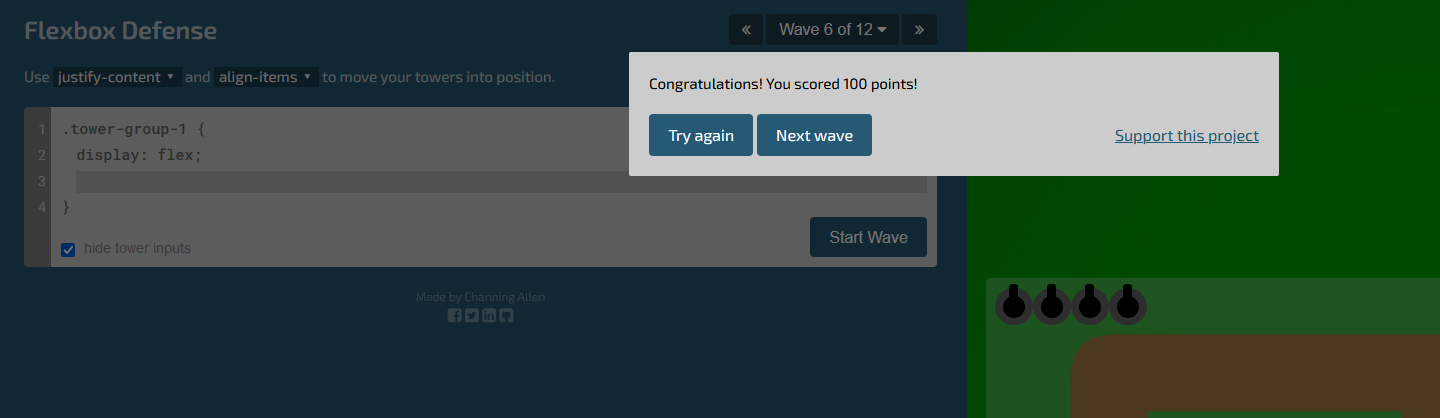 Flexbox Defense
« Wave 6 of 12 »
Use justify-content and align-items to move your towers into position.
Congratulations! You scored 100 points!
Try again Next wave Support this project
1 .tower-group-1 {
2 display: flex;
3
4 }
hide tower inputs
Start Wave
Made by Channing Allen